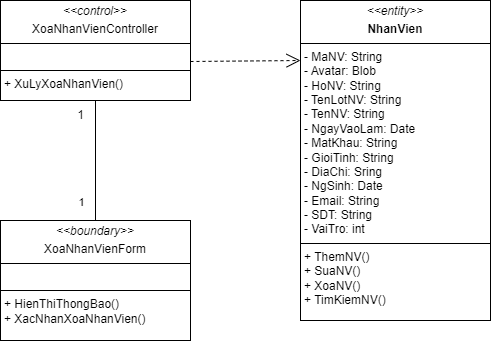 <<control>>
XoaNhanVienController
+ XuLyXoaNhanVien()
1
1
<<boundary>>
XoaNhanVienForm
+ HienThiThongBao()
+ XacNhanXoaNhanVien()
<<entity>>
NhanVien
- MaNV: String
- Avatar: Blob
- HoNV: String
- TenLotNV: String
- TenNV: String
- NgayVaoLam: Date
- MatKhau: String
- GioiTinh: String
- DiaChi: Sring
- NgSinh: Date
- Email: String
- SDT: String
- VaiTro: int
+ ThemNV()
+ SuaNV()
+ XoaNV()
+ TimKiemNV()